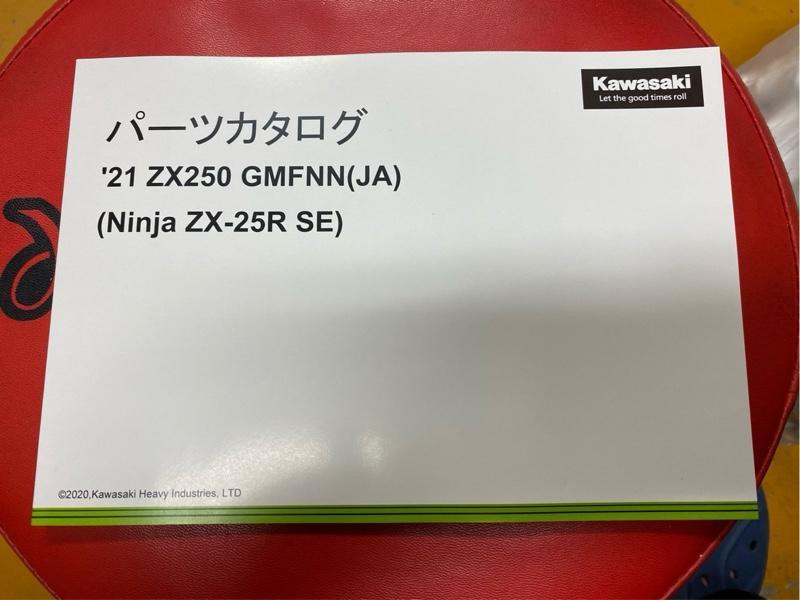 Kawasaki
Let the good times roll
パーツカタログ
'21 ZX250 GMFNN(JA)
(Ninja ZX-25R SE)
©2020,Kawasaki Heavy Industries, LTD